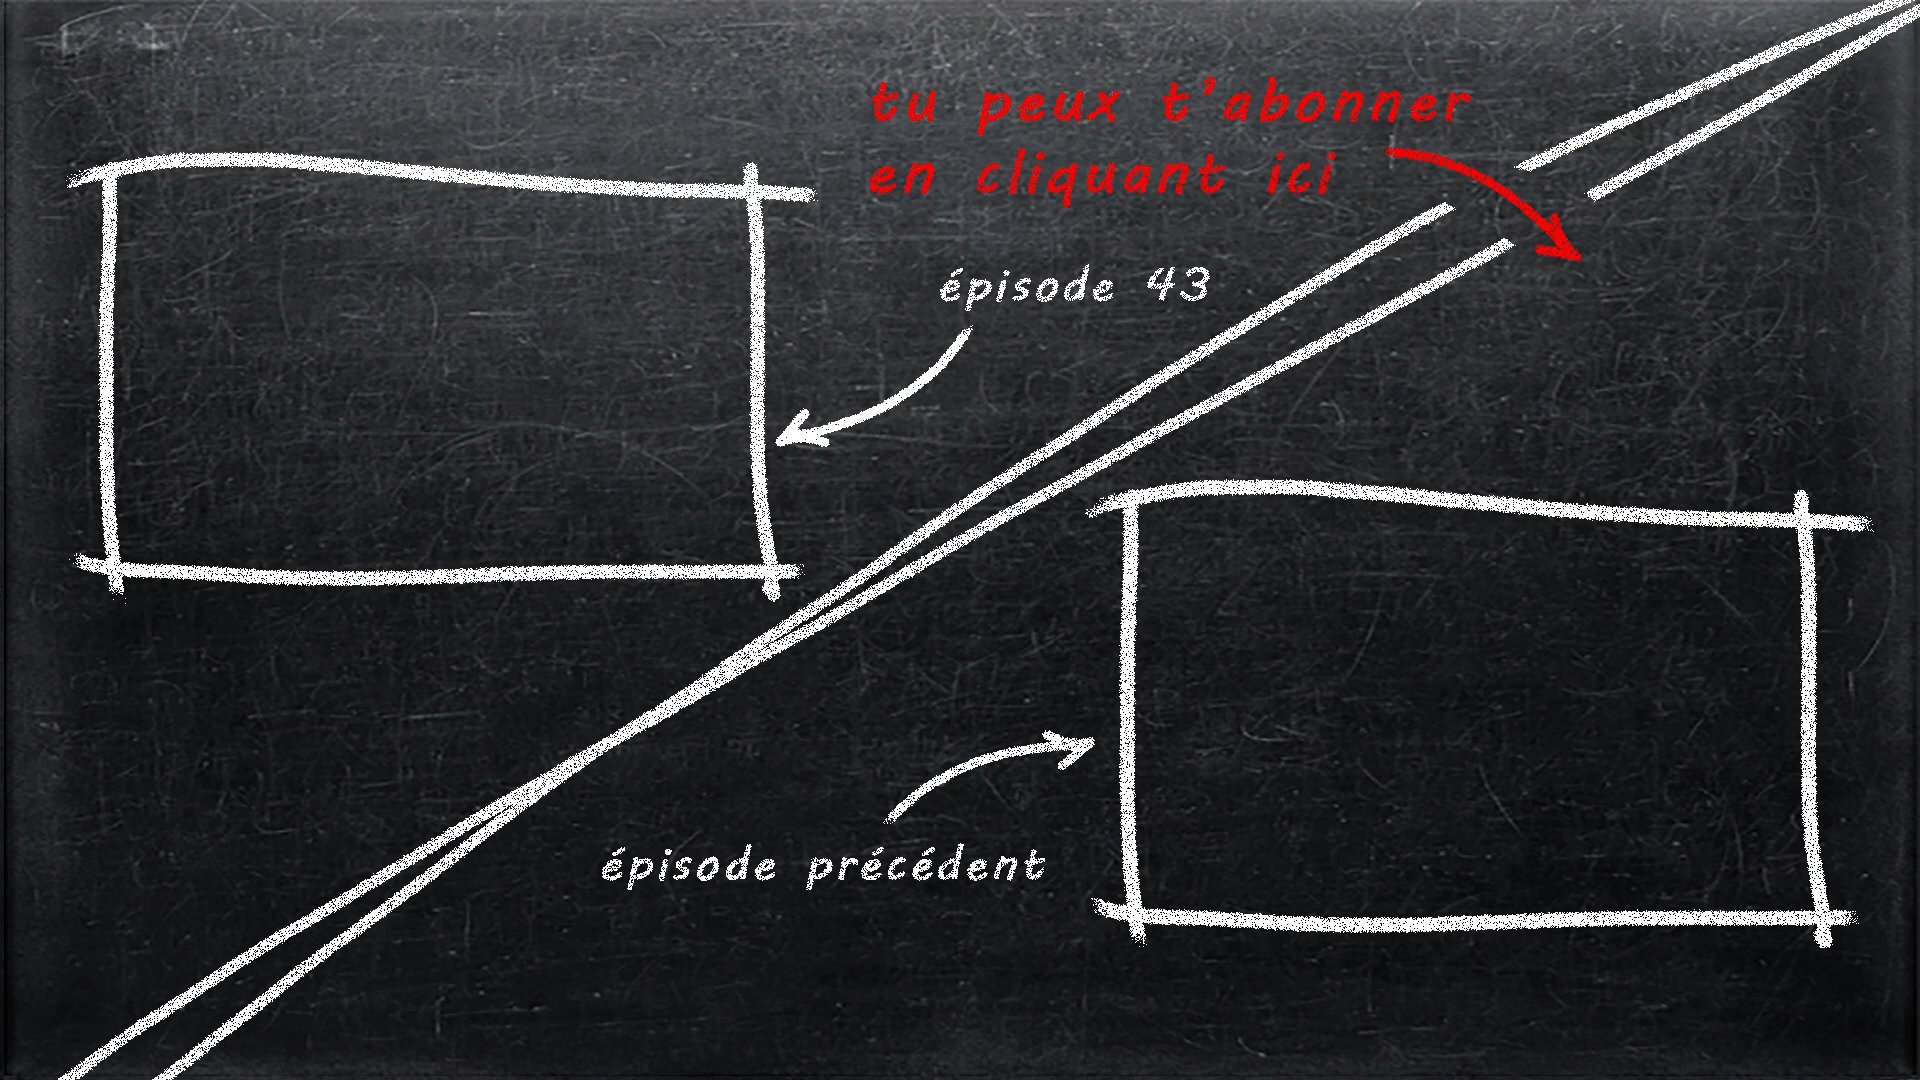 tu peux t'abonner
en cliquant ici
épisode 43
épisode précédent